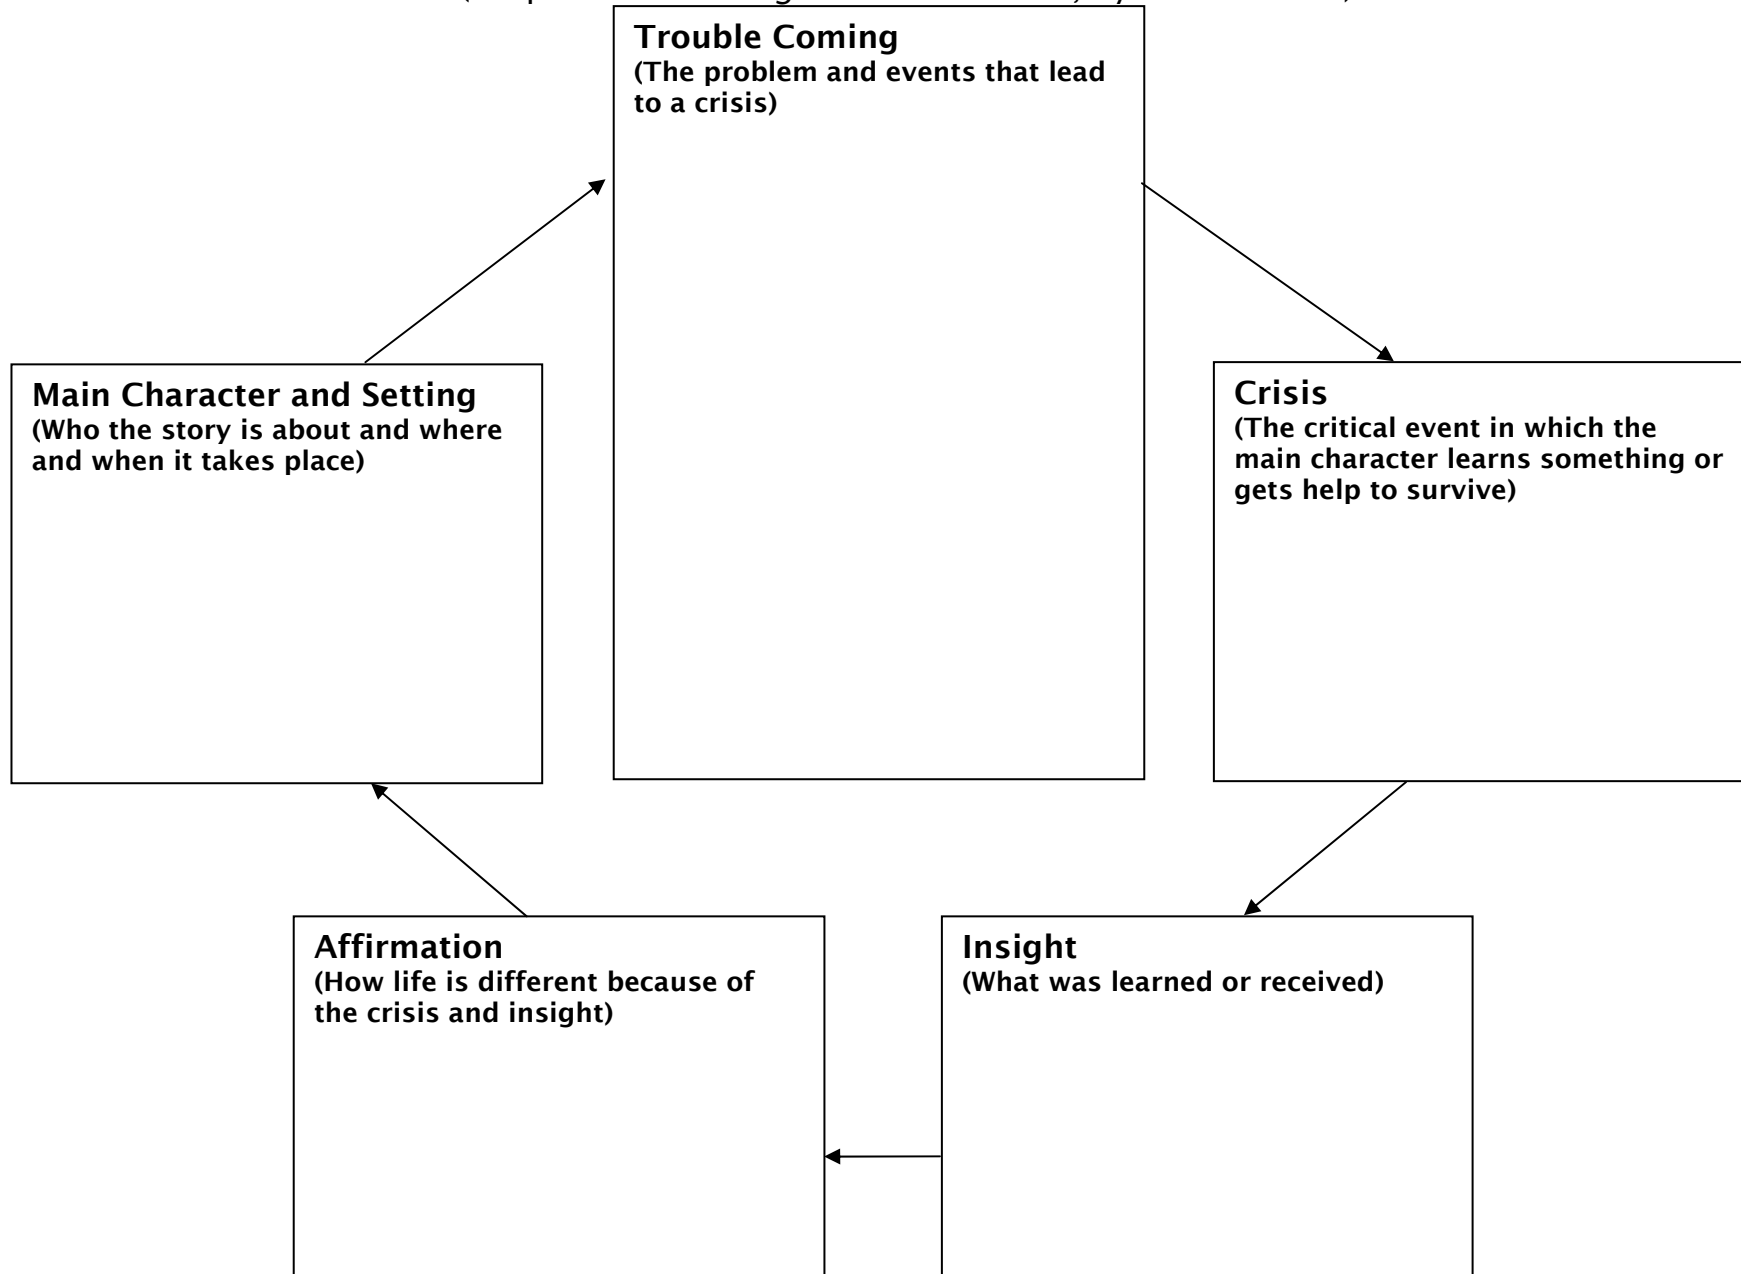 Trouble Coming
(The problem and events that lead
to a crisis)
Main Character and Setting
(Who the story is about and where
and when it takes place)
Crisis
(The critical event in which the
main character learns something or
gets help to survive)
Affirmation
(How life is different because of
the crisis and insight)
Insight
(What was learned or received)